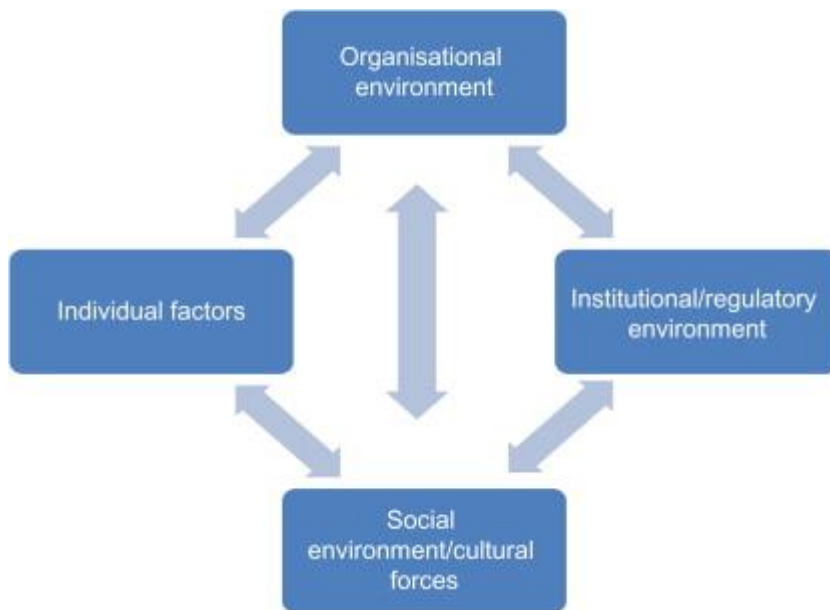 Organisational
environment
Individual factors
Institutional/regulatory
environment
Social
environment/cultural
forces